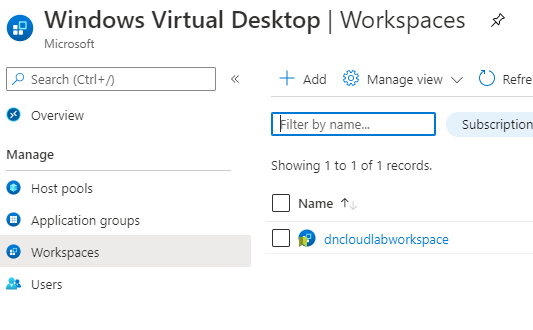 Windows Virtual Desktop | Workspaces
Microsoft
Search (Ctrl+/)
«
Add
Manage view
Refre
Overview
Filter by name...
Subscription
Manage
Showing 1 to 1 of 1 records.
Host pools
Name ↑↓
Application groups
Workspaces
dncloudlabworkspace
Users